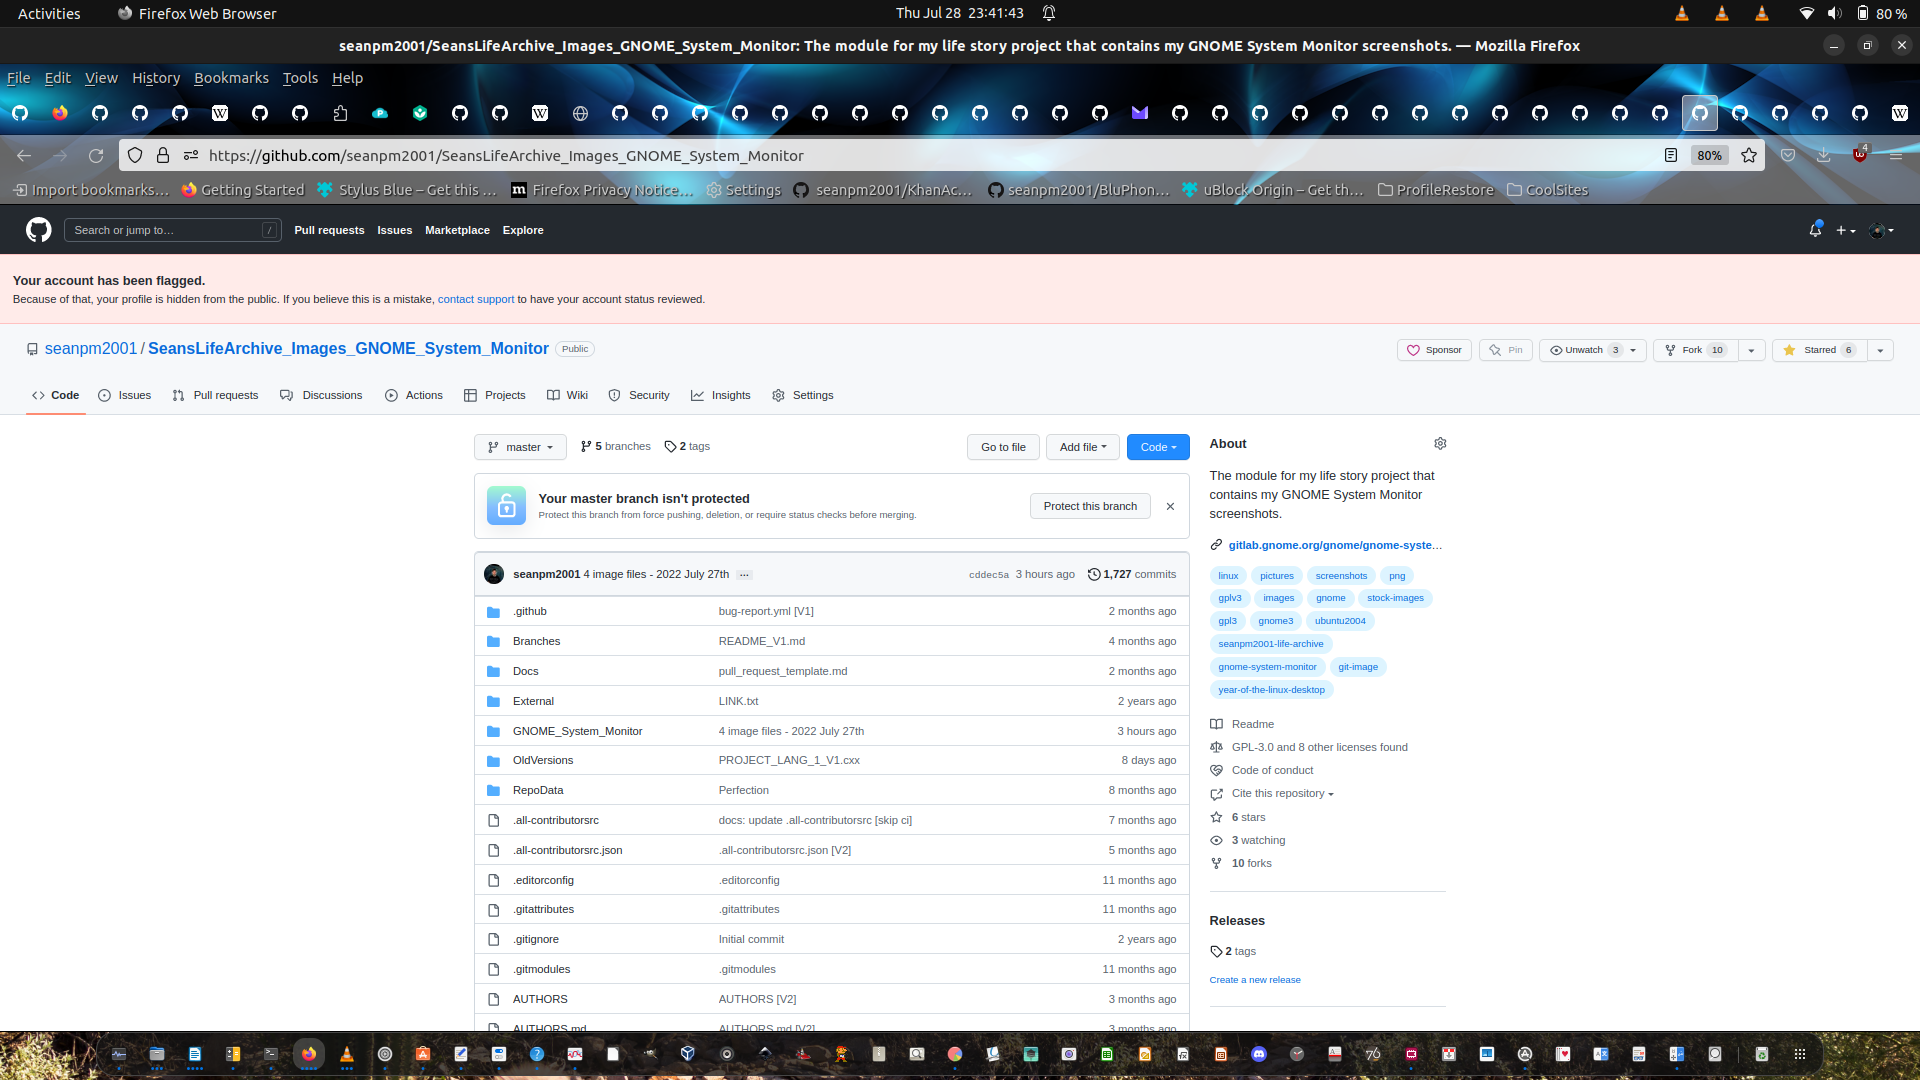 Activities
Firefox Web Browser
Thu Jul 28 23:41:43
80 %
seanpm2001/SeansLifeArchive_Images_GNOME_System_Monitor: The module for my life story project that contains my GNOME System Monitor screenshots. — Mozilla Firefox
File Edit View History Bookmarks Tools Help
https://github.com/seanpm2001/SeansLifeArchive_Images_GNOME_System_Monitor
80%
4
Import bookmarks… Getting Started Stylus Blue – Get this … Firefox Privacy Notice… Settings seanpm2001/KhanAc… seanpm2001/BluPhon… uBlock Origin – Get th… ProfileRestore CoolSites
Search or jump to… /
Pull requests Issues Marketplace Explore
Your account has been flagged.
Because of that, your profile is hidden from the public. If you believe this is a mistake, contact support to have your account status reviewed.
seanpm2001 / SeansLifeArchive_Images_GNOME_System_Monitor Public
Sponsor Pin Unwatch 3 Fork 10 Starred 6
Code Issues Pull requests Discussions Actions Projects Wiki Security Insights Settings
master 5 branches 2 tags
Go to file Add file Code
Your master branch isn't protected
Protect this branch from force pushing, deletion, or require status checks before merging.
Protect this branch
seanpm2001 4 image files - 2022 July 27th … cddec5a 3 hours ago 1,727 commits
.github bug-report.yml [V1] 2 months ago
Branches README_V1.md 4 months ago
Docs pull_request_template.md 2 months ago
External LINK.txt 2 years ago
GNOME_System_Monitor 4 image files - 2022 July 27th 3 hours ago
OldVersions PROJECT_LANG_1_V1.cxx 8 days ago
RepoData Perfection 8 months ago
.all-contributorsrc docs: update .all-contributorsrc [skip ci] 7 months ago
.all-contributorsrc.json .all-contributorsrc.json [V2] 5 months ago
.editorconfig .editorconfig 11 months ago
.gitattributes .gitattributes 11 months ago
.gitignore Initial commit 2 years ago
.gitmodules .gitmodules 11 months ago
AUTHORS AUTHORS [V2] 3 months ago
AUTHORS.md AUTHORS.md [V2] 3 months ago
About
The module for my life story project that
contains my GNOME System Monitor
screenshots.
gitlab.gnome.org/gnome/gnome-syste…
linux pictures screenshots png
gplv3 images gnome stock-images
gpl3 gnome3 ubuntu2004
seanpm2001-life-archive
gnome-system-monitor git-image
year-of-the-linux-desktop
Readme
GPL-3.0 and 8 other licenses found
Code of conduct
Cite this repository
6 stars
3 watching
10 forks
Releases
2 tags
Create a new release